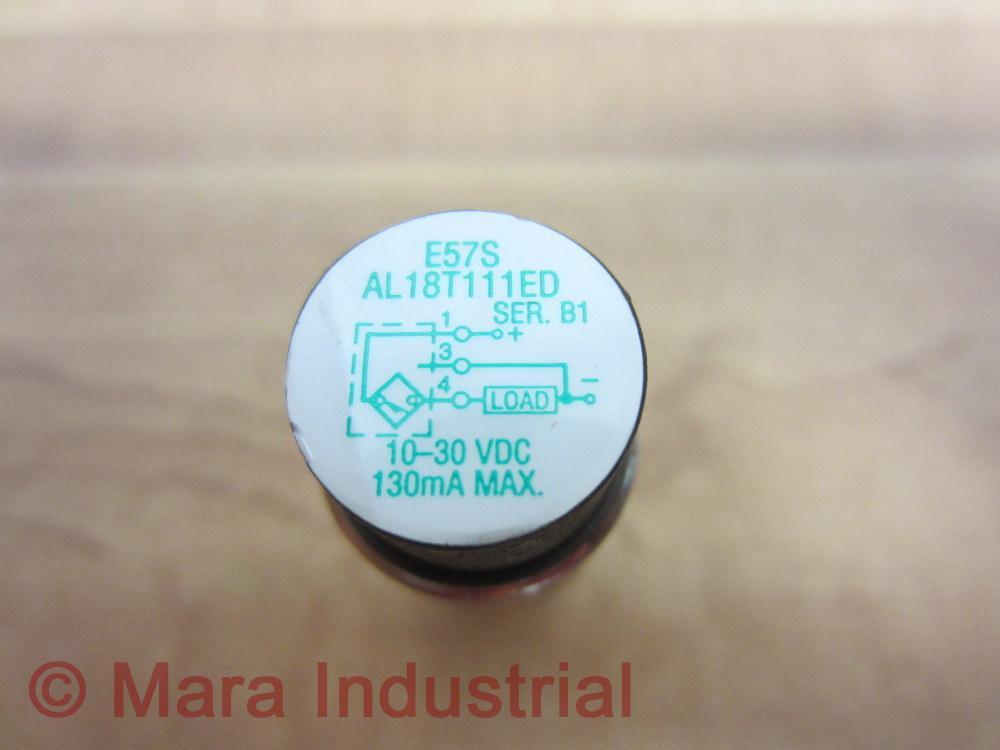 E57S
AL18T111ED
SER. B1
1
+
3
4
LOAD
–
10–30 VDC
130mA MAX.
© Mara Industrial